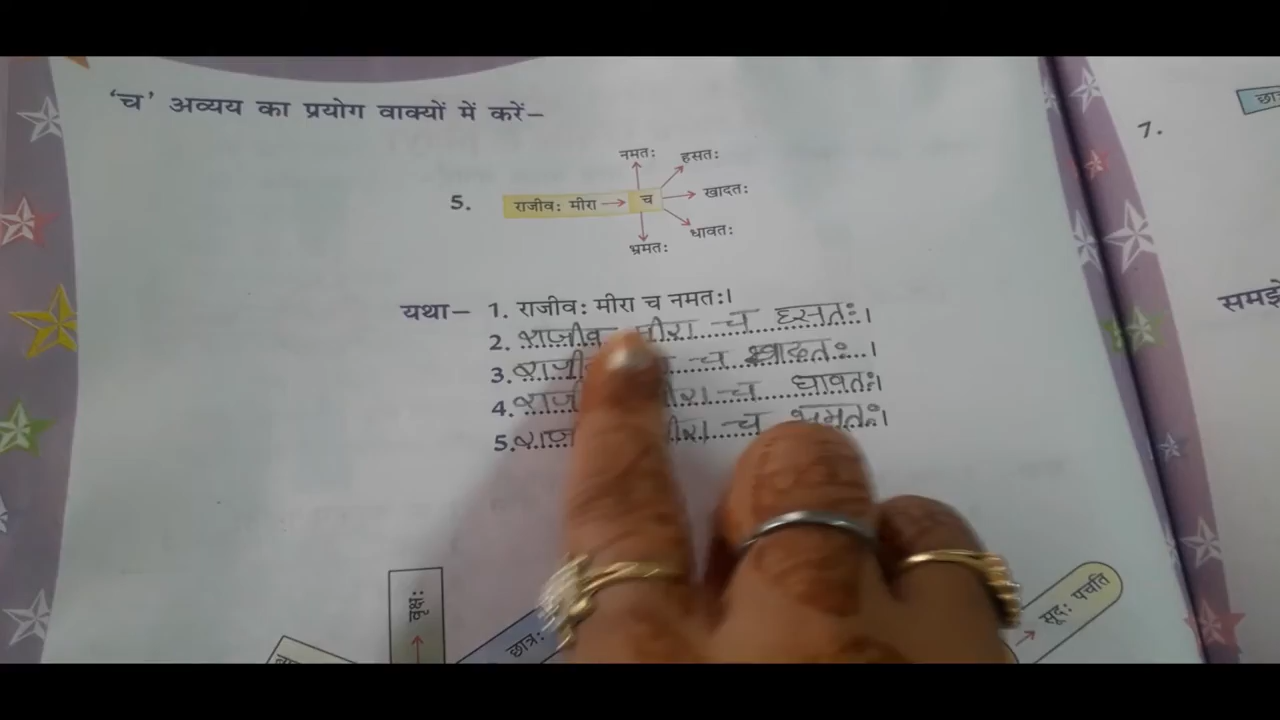 'च' अव्यय का प्रयोग वाक्यों में करें–
छा
7.
नमतः हसतः
5. राजीवः मीरा च खादतः
धावतः
भ्रमतः
यथा– 1. राजीवः मीरा च नमतः।
समझे
2. राजीव मीरा च हसतः।
3. च खादतः।
4. च धावतः।
5. च भ्रमतः।
वृक्षः
छात्रः
सूदः पचति